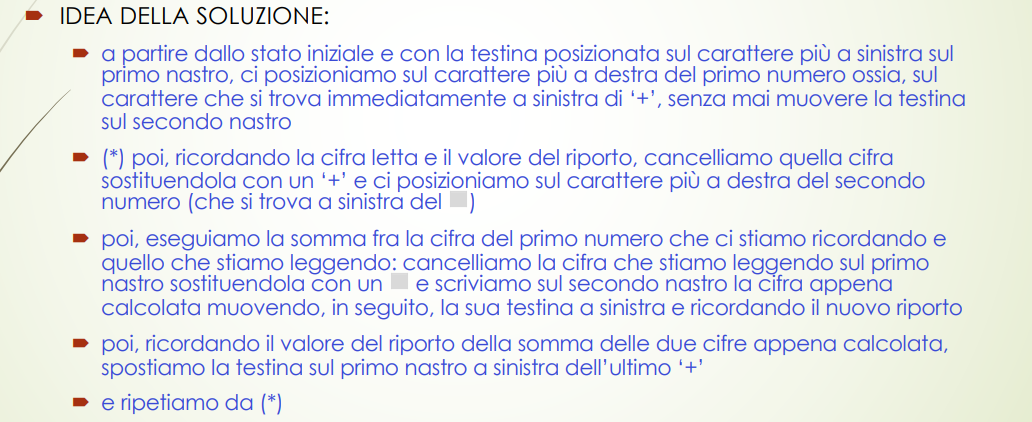 IDEA DELLA SOLUZIONE:
a partire dallo stato iniziale e con la testina posizionata sul carattere più a sinistra sul
primo nastro, ci posizioniamo sul carattere più a destra del primo numero ossia, sul
carattere che si trova immediatamente a sinistra di ‘+’, senza mai muovere la testina
sul secondo nastro
(*) poi, ricordando la cifra letta e il valore del riporto, cancelliamo quella cifra
sostituendola con un ‘+’ e ci posizioniamo sul carattere più a destra del secondo
numero (che si trova a sinistra del )
poi, eseguiamo la somma fra la cifra del primo numero che ci stiamo ricordando e
quello che stiamo leggendo: cancelliamo la cifra che stiamo leggendo sul primo
nastro sostituendola con un e scriviamo sul secondo nastro la cifra appena
calcolata muovendo, in seguito, la sua testina a sinistra e ricordando il nuovo riporto
poi, ricordando il valore del riporto della somma delle due cifre appena calcolata,
spostiamo la testina sul primo nastro a sinistra dell’ultimo ‘+’
e ripetiamo da (*)